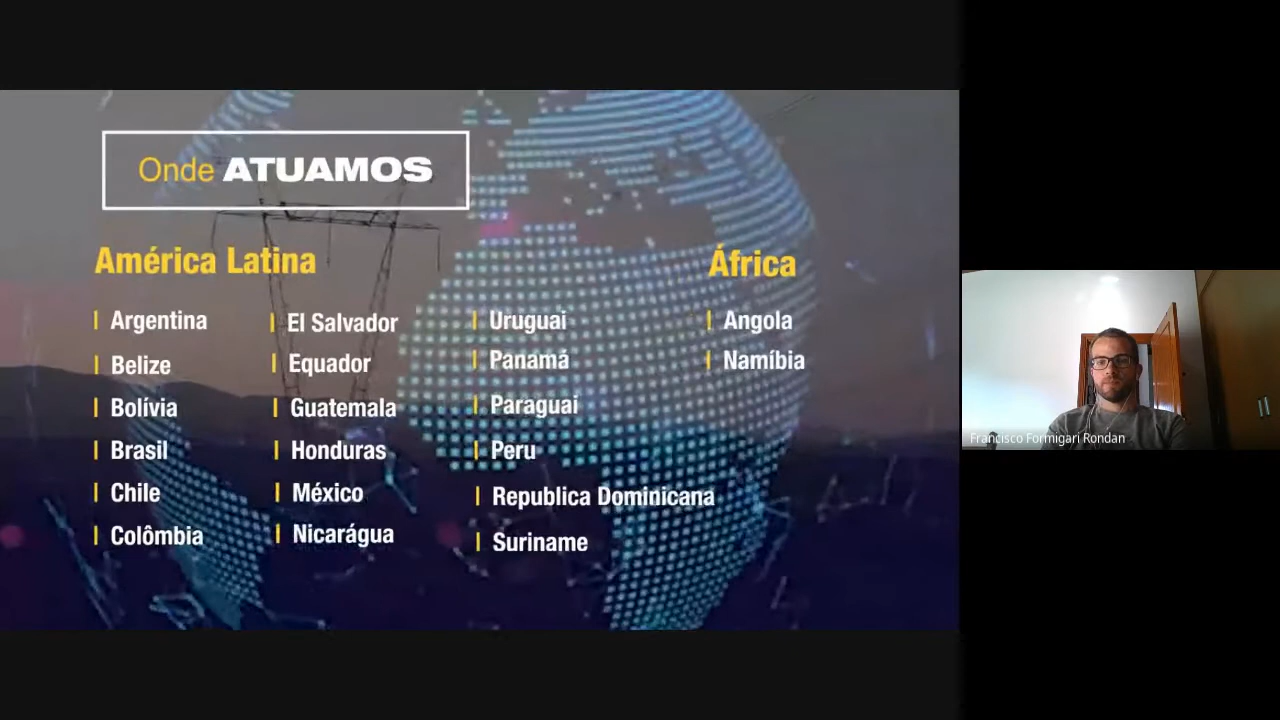 Onde ATUAMOS
América Latina
Argentina
Belize
Bolívia
Brasil
Chile
Colômbia
El Salvador
Equador
Guatemala
Honduras
México
Nicarágua
Uruguai
Panamá
Paraguai
Peru
Republica Dominicana
Suriname
África
Angola
Namíbia
Francisco Formigari Rondan